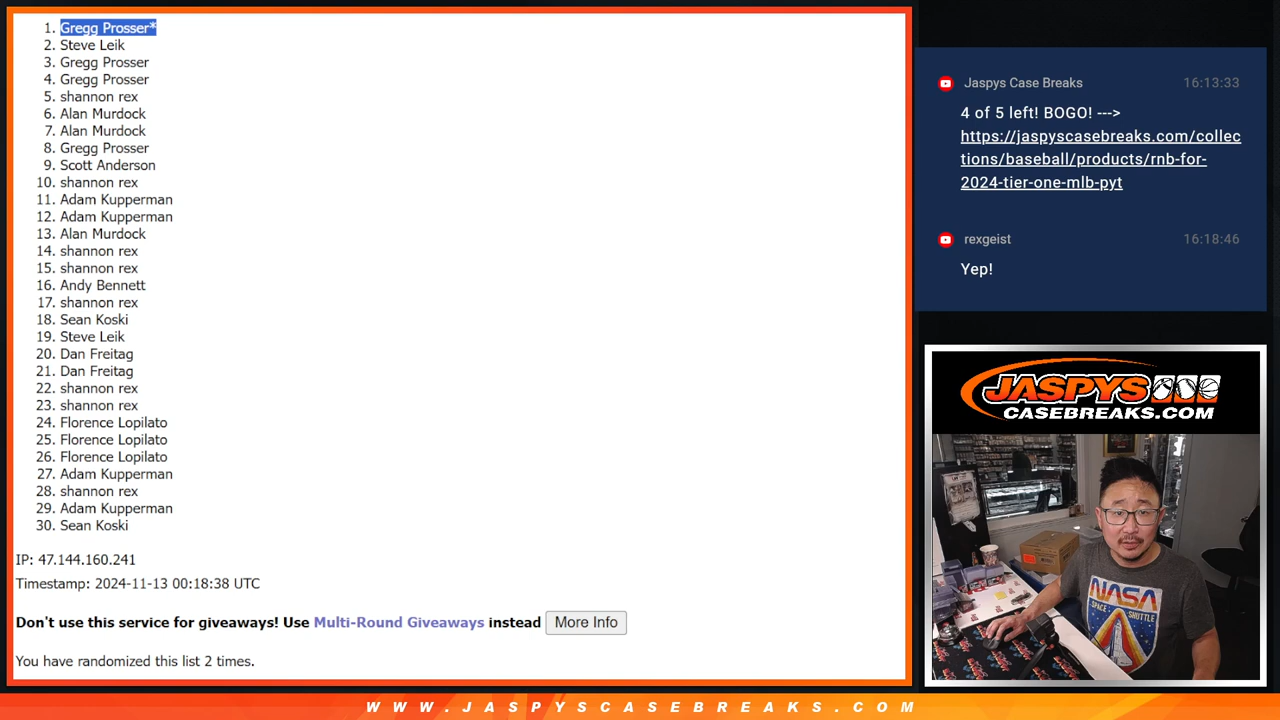 1. Gregg Prosser*
2. Steve Leik
3. Gregg Prosser
4. Gregg Prosser
5. shannon rex
6. Alan Murdock
7. Alan Murdock
8. Gregg Prosser
9. Scott Anderson
10. shannon rex
11. Adam Kupperman
12. Adam Kupperman
13. Alan Murdock
14. shannon rex
15. shannon rex
16. Andy Bennett
17. shannon rex
18. Sean Koski
19. Steve Leik
20. Dan Freitag
21. Dan Freitag
22. shannon rex
23. shannon rex
24. Florence Lopilato
25. Florence Lopilato
26. Florence Lopilato
27. Adam Kupperman
28. shannon rex
29. Adam Kupperman
30. Sean Koski
IP: 47.144.160.241
Timestamp: 2024-11-13 00:18:38 UTC
Don't use this service for giveaways! Use Multi-Round Giveaways instead More Info
You have randomized this list 2 times.
Jaspys Case Breaks 16:13:33
4 of 5 left! BOGO! --->
https://jaspyscasebreaks.com/collec
tions/baseball/products/rnb-for-
2024-tier-one-mlb-pyt
rexgeist 16:18:46
Yep!
JASPYS
CASEBREAKS.COM
NASA
SPACE SHUTTLE
WWW.JASPYSCASEBREAKS.COM